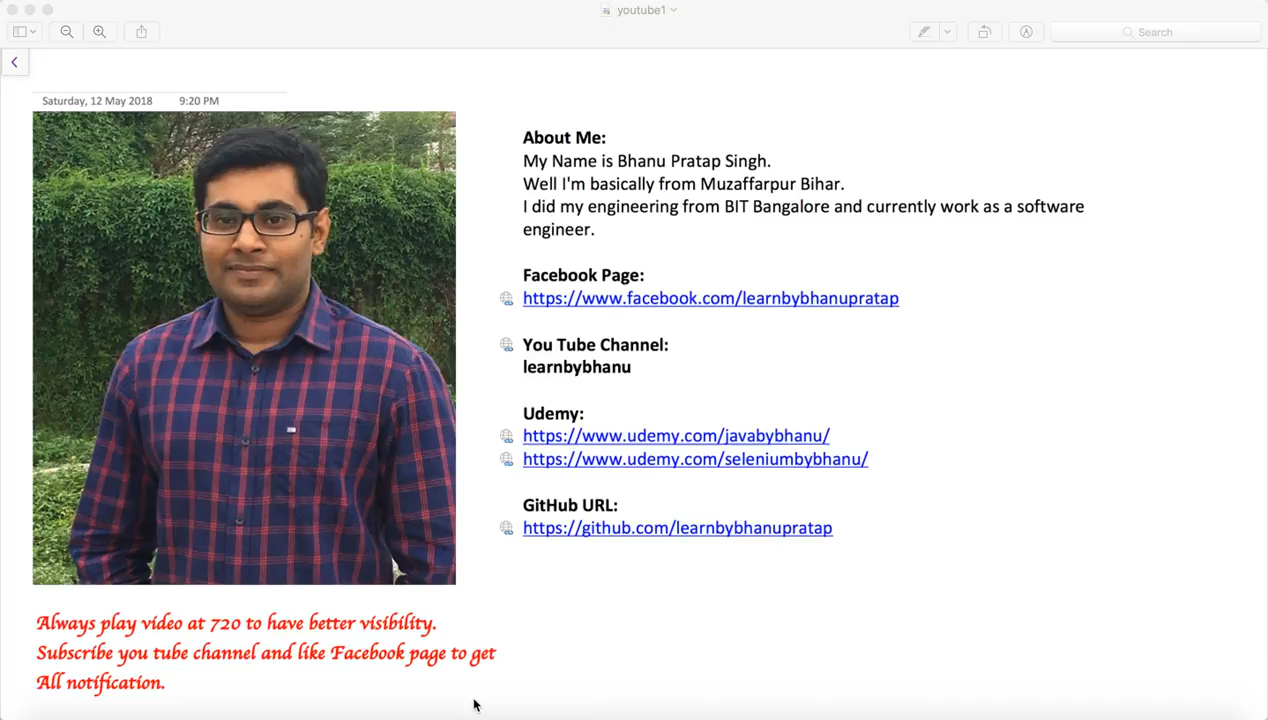 youtube1
Search
Saturday, 12 May 2018 9:20 PM
About Me:
My Name is Bhanu Pratap Singh.
Well I'm basically from Muzaffarpur Bihar.
I did my engineering from BIT Bangalore and currently work as a software
engineer.
Facebook Page:
https://www.facebook.com/learnbybhanupratap
You Tube Channel:
learnbybhanu
Udemy:
https://www.udemy.com/javabybhanu/
https://www.udemy.com/seleniumbybhanu/
GitHub URL:
https://github.com/learnbybhanupratap
Always play video at 720 to have better visibility.
Subscribe you tube channel and like Facebook page to get
All notification.